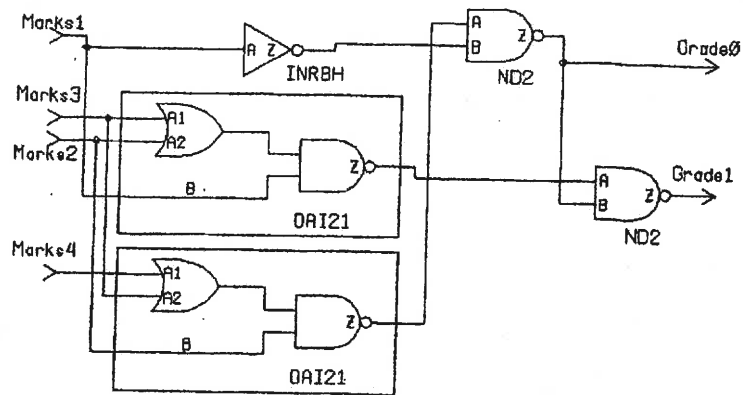 Marks1
A Z
INRBH
A
B
Z
ND2
Grade0
Marks3
Marks2
A1
A2
B
Z
OAI21
A
B
Z
ND2
Grade1
Marks4
A1
A2
B
Z
OAI21